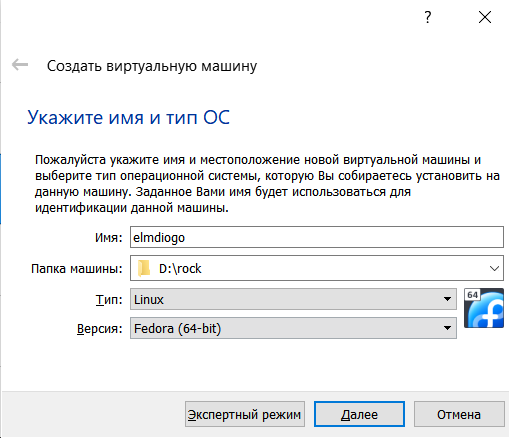 ?
Создать виртуальную машину
Укажите имя и тип ОС
Пожалуйста укажите имя и местоположение новой виртуальной машины и
выберите тип операционной системы, которую Вы собираетесь установить на
данную машину. Заданное Вами имя будет использоваться для
идентификации данной машины.
Имя: elmdiogo
Папка машины: D:\rock
Тип: Linux
64
Версия: Fedora (64-bit)
Экспертный режим Далее Отмена